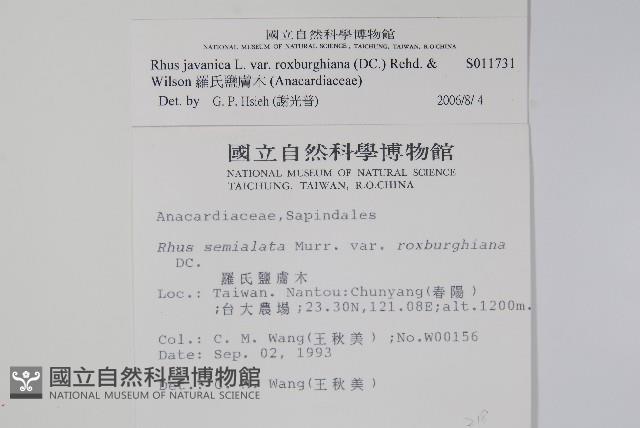 國立自然科學博物館
NATIONAL MUSEUM OF NATURAL SCIENCE, TAICHUNG, TAIWAN, R.O.CHINA
Rhus javanica L. var. roxburghiana (DC.) Rehd. & S011731
Wilson 羅氏鹽膚木 (Anacardiaceae)
Det. by G. P. Hsieh (謝光普) 2006/8/ 4
國立自然科學博物館
NATIONAL MUSEUM OF NATURAL SCIENCE
TAICHUNG, TAIWAN, R.O.CHINA
Anacardiaceae,Sapindales
Rhus semialata Murr. var. roxburghiana
DC.
羅氏鹽膚木
Loc.: Taiwan. Nantou:Chunyang(春陽)
;台大農場;23.30N,121.08E;alt.1200m.
Col.: C. M. Wang(王秋美) ;No.W00156
Date: Sep. 02, 1993
Wang(王秋美)
國立自然科學博物館
NATIONAL MUSEUM OF NATURAL SCIENCE